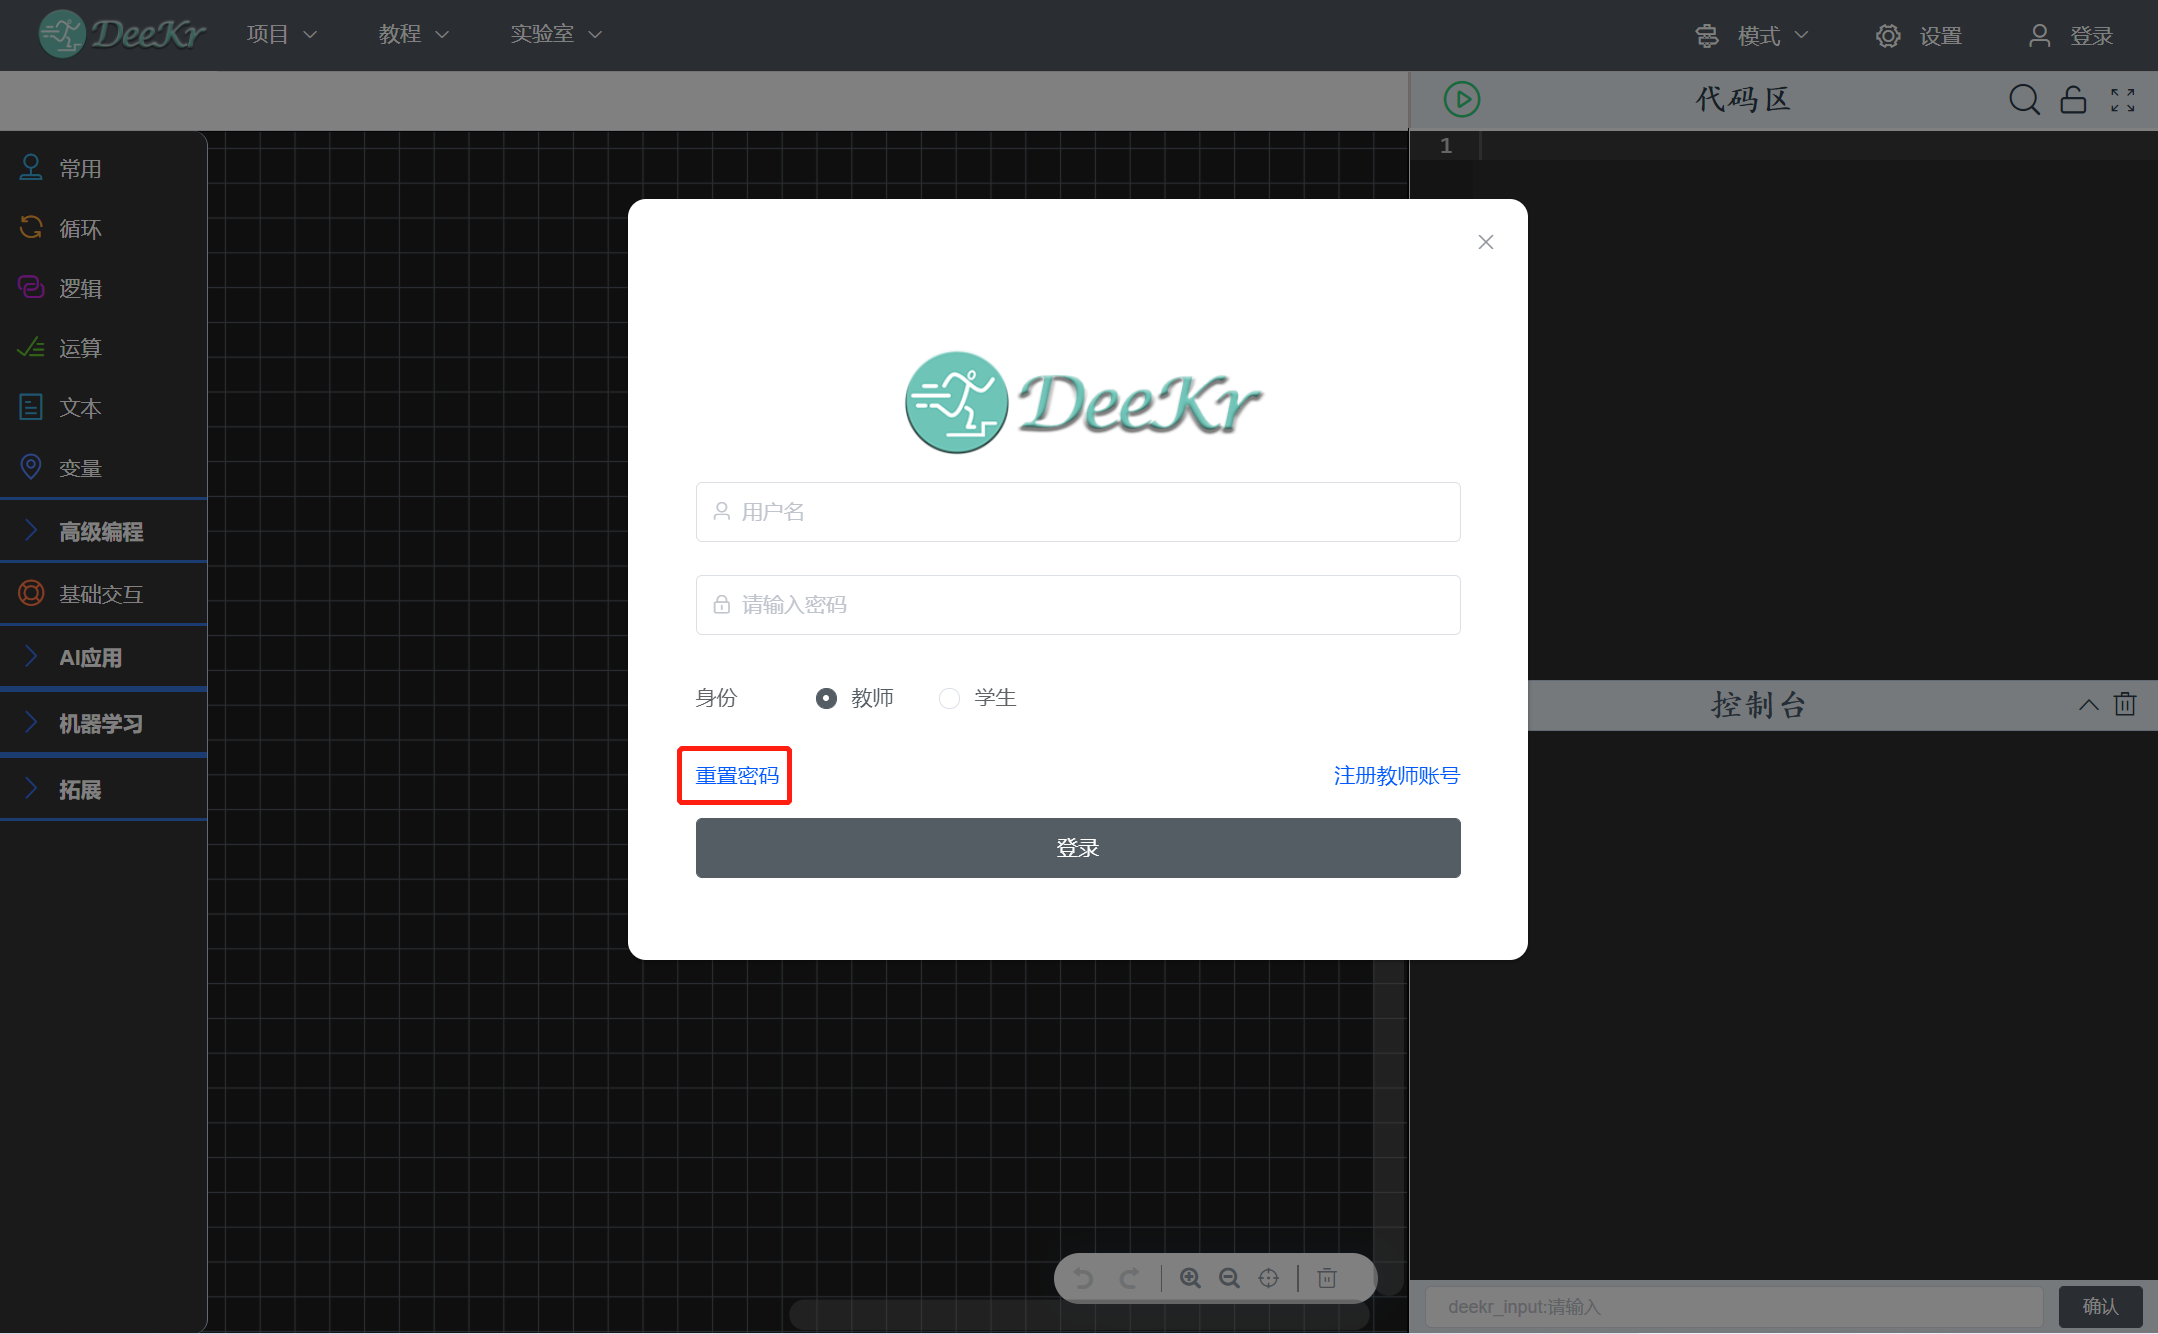 DeeKr 项目 教程 实验室 模式 设置 登录
代码区
1
常用
循环
逻辑
运算
文本
变量
高级编程
基础交互
AI应用
机器学习
拓展
DeeKr
用户名
请输入密码
身份 教师 学生
重置密码 注册教师账号
登录
控制台
deekr_input:请输入 确认